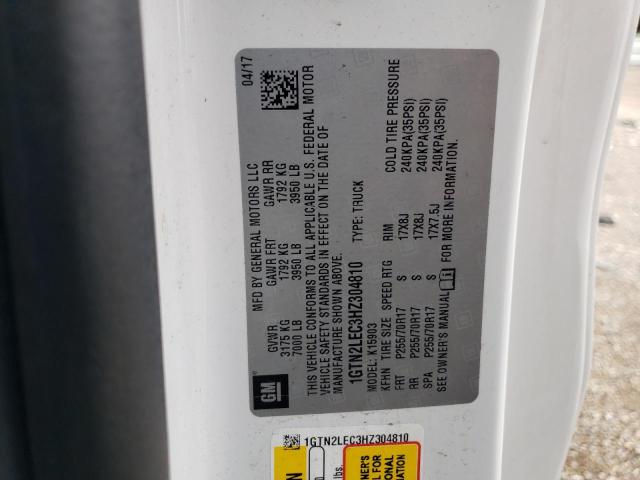 GM
MFD BY GENERAL MOTORS LLC
04/17
GVWR GAWR FRT GAWR RR
3175 KG 1792 KG 1792 KG
7000 LB 3950 LB 3950 LB
THIS VEHICLE CONFORMS TO ALL APPLICABLE U.S. FEDERAL MOTOR
VEHICLE SAFETY STANDARDS IN EFFECT ON THE DATE OF
MANUFACTURE SHOWN ABOVE.
1GTN2LEC3HZ304810
TYPE: TRUCK
MODEL: K15903
KFHN TIRE SIZE SPEED RTG RIM COLD TIRE PRESSURE
FRT P255/70R17 S 17X8J 240KPA(35PSI)
RR P255/70R17 S 17X8J 240KPA(35PSI)
SPA P255/70R17 S 17X7.5J 240KPA(35PSI)
SEE OWNER'S MANUAL FOR MORE INFORMATION.
1GTN2LEC3HZ304810
lbs.
NER'S
L FOR
IONAL